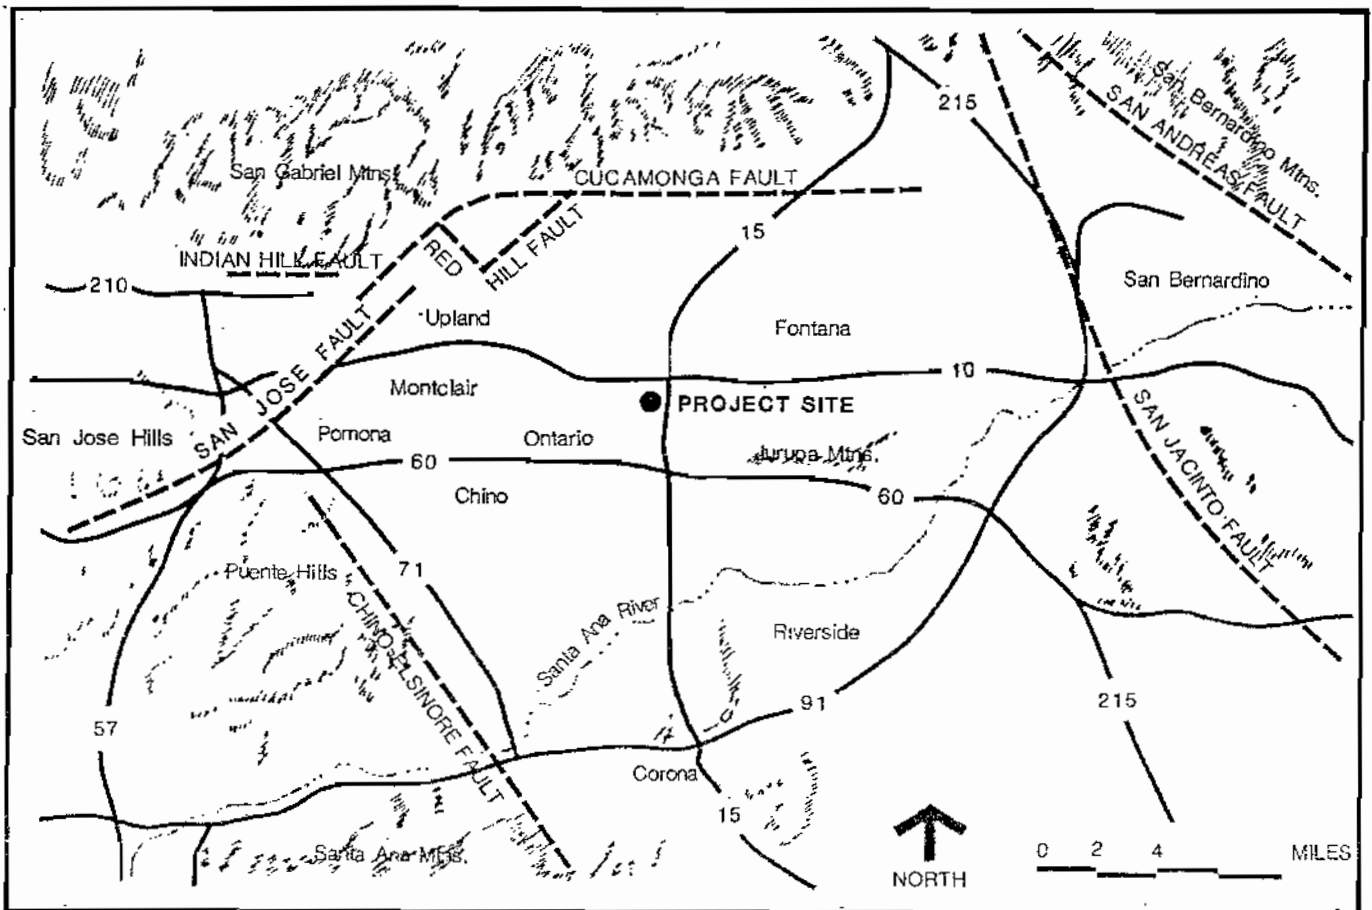 215
San Bernardino Mtns.
SAN ANDREAS FAULT
San Gabriel Mtns.
CUCAMONGA FAULT
15
RED
HILL FAULT
INDIAN HILL FAULT
210
San Bernardino
Upland
Fontana
SAN JOSE FAULT
10
Montclair
PROJECT SITE
San Jose Hills
Pomona
Ontario
Jurupa Mtns.
SAN JACINTO FAULT
60
Chino
60
Puente Hills
71
CHINO-ELSINORE FAULT
Santa Ana River
Riverside
57
91
215
Corona
15
Santa Ana Mtns.
NORTH
0 2 4 MILES